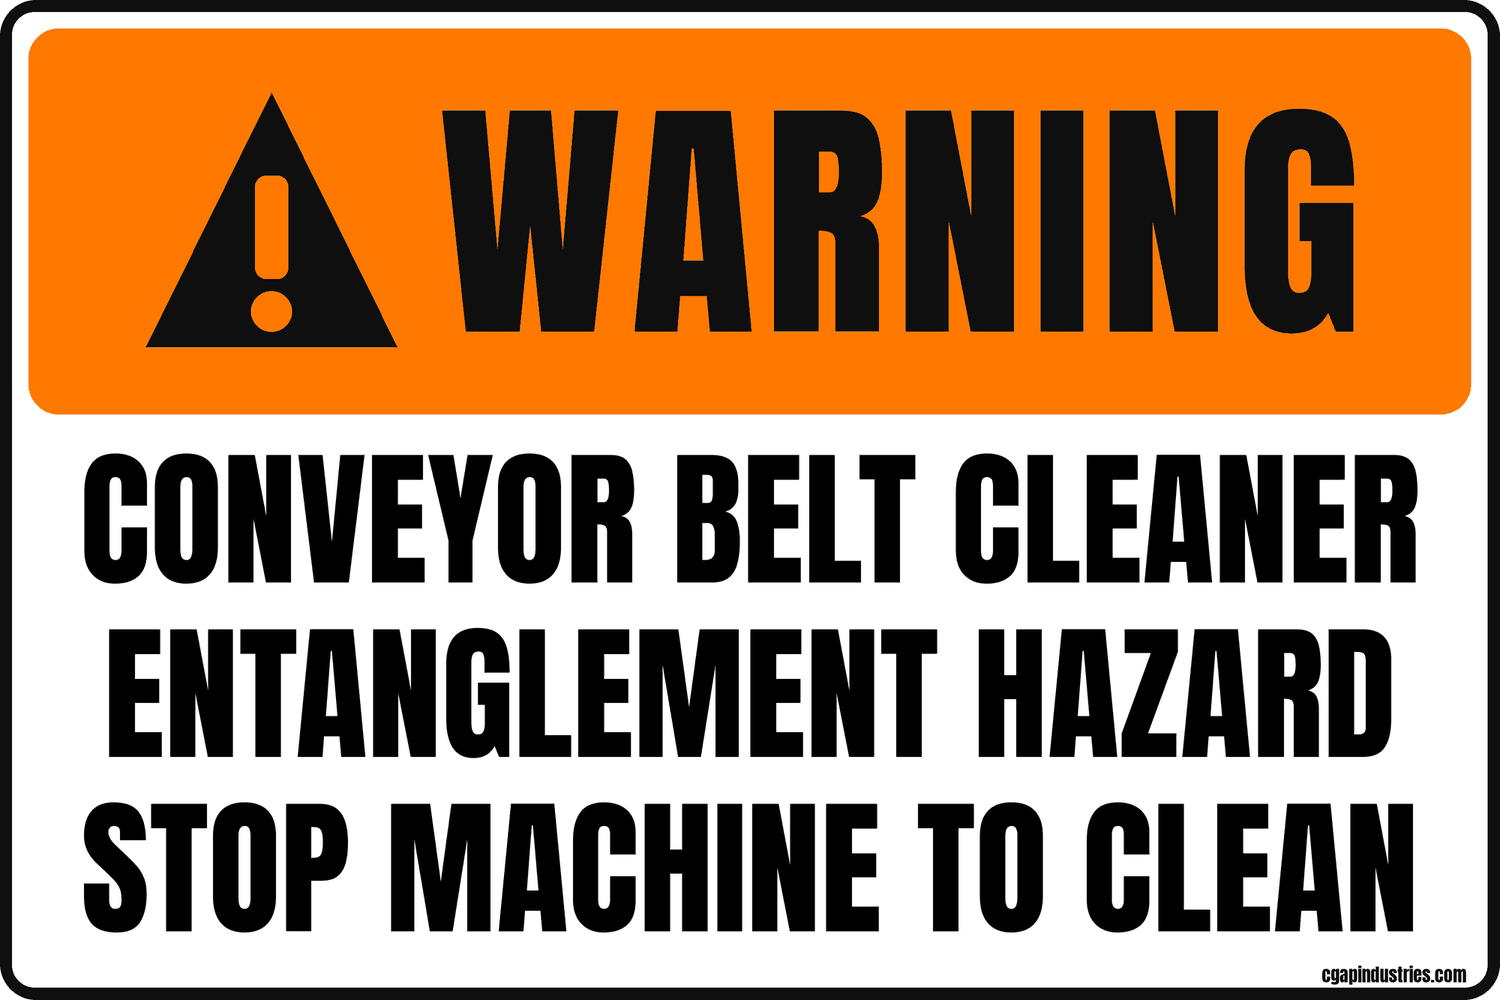 WARNING
CONVEYOR BELT CLEANER
ENTANGLEMENT HAZARD
STOP MACHINE TO CLEAN
cgapindustries.com